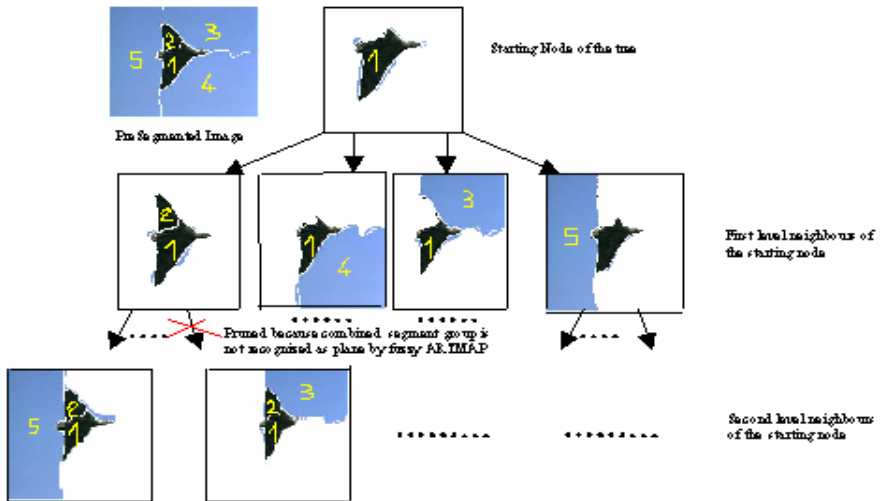 2
3
5
1
4
Starting Node of the tree
1
Pre Segmented Image
2
1
1
4
3
1
5
First level neighbours of
the starting node
Pruned because combined segment group is
not recognised as plane by fuzzy ARTMAP
5
2
1
3
2
1
Second level neighbours
of the starting node